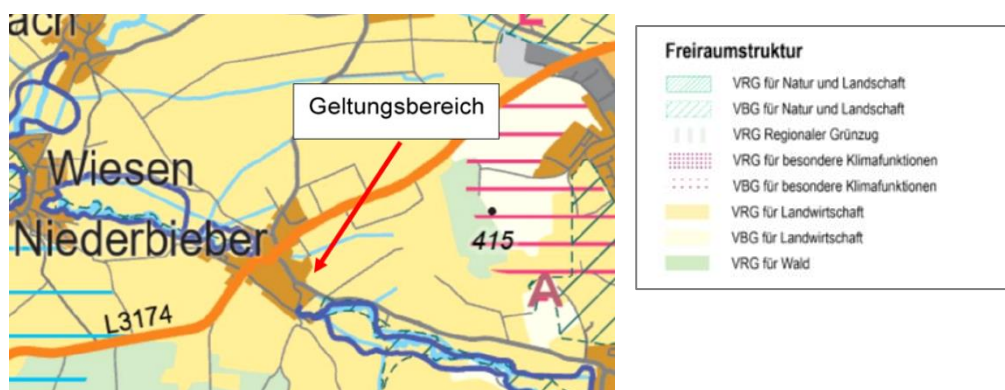 ach
Geltungsbereich
Wiesen
Niederbieber
415
A
L3174
Freiraumstruktur
VRG für Natur und Landschaft
VBG für Natur und Landschaft
VRG Regionaler Grünzug
VRG für besondere Klimafunktionen
VBG für besondere Klimafunktionen
VRG für Landwirtschaft
VBG für Landwirtschaft
VRG für Wald